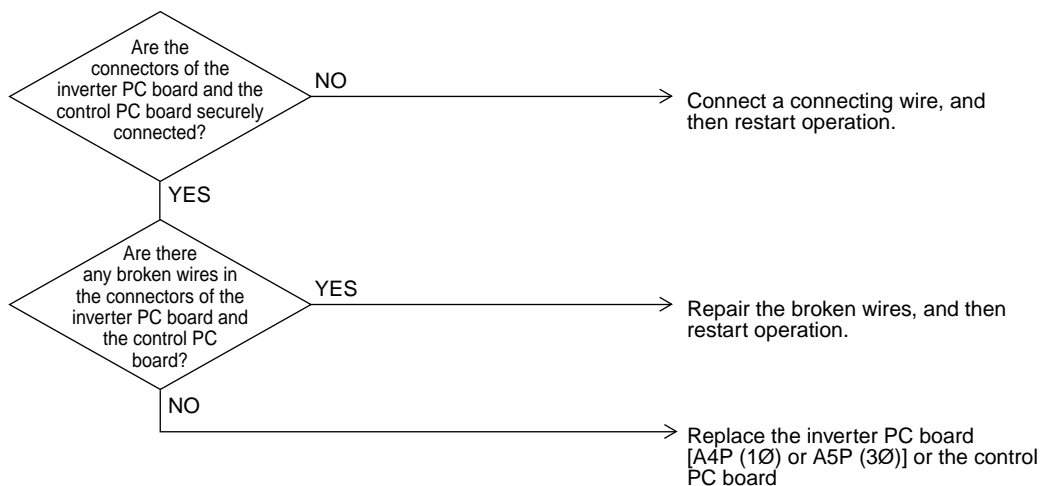 Are the
connectors of the
inverter PC board and the
control PC board securely
connected?
NO
Connect a connecting wire, and
then restart operation.
YES
Are there
any broken wires in
the connectors of the
inverter PC board and
the control PC
board?
YES
Repair the broken wires, and then
restart operation.
NO
Replace the inverter PC board
[A4P (1Ø) or A5P (3Ø)] or the control
PC board